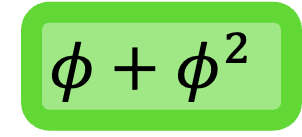 𝜙 + 𝜙²